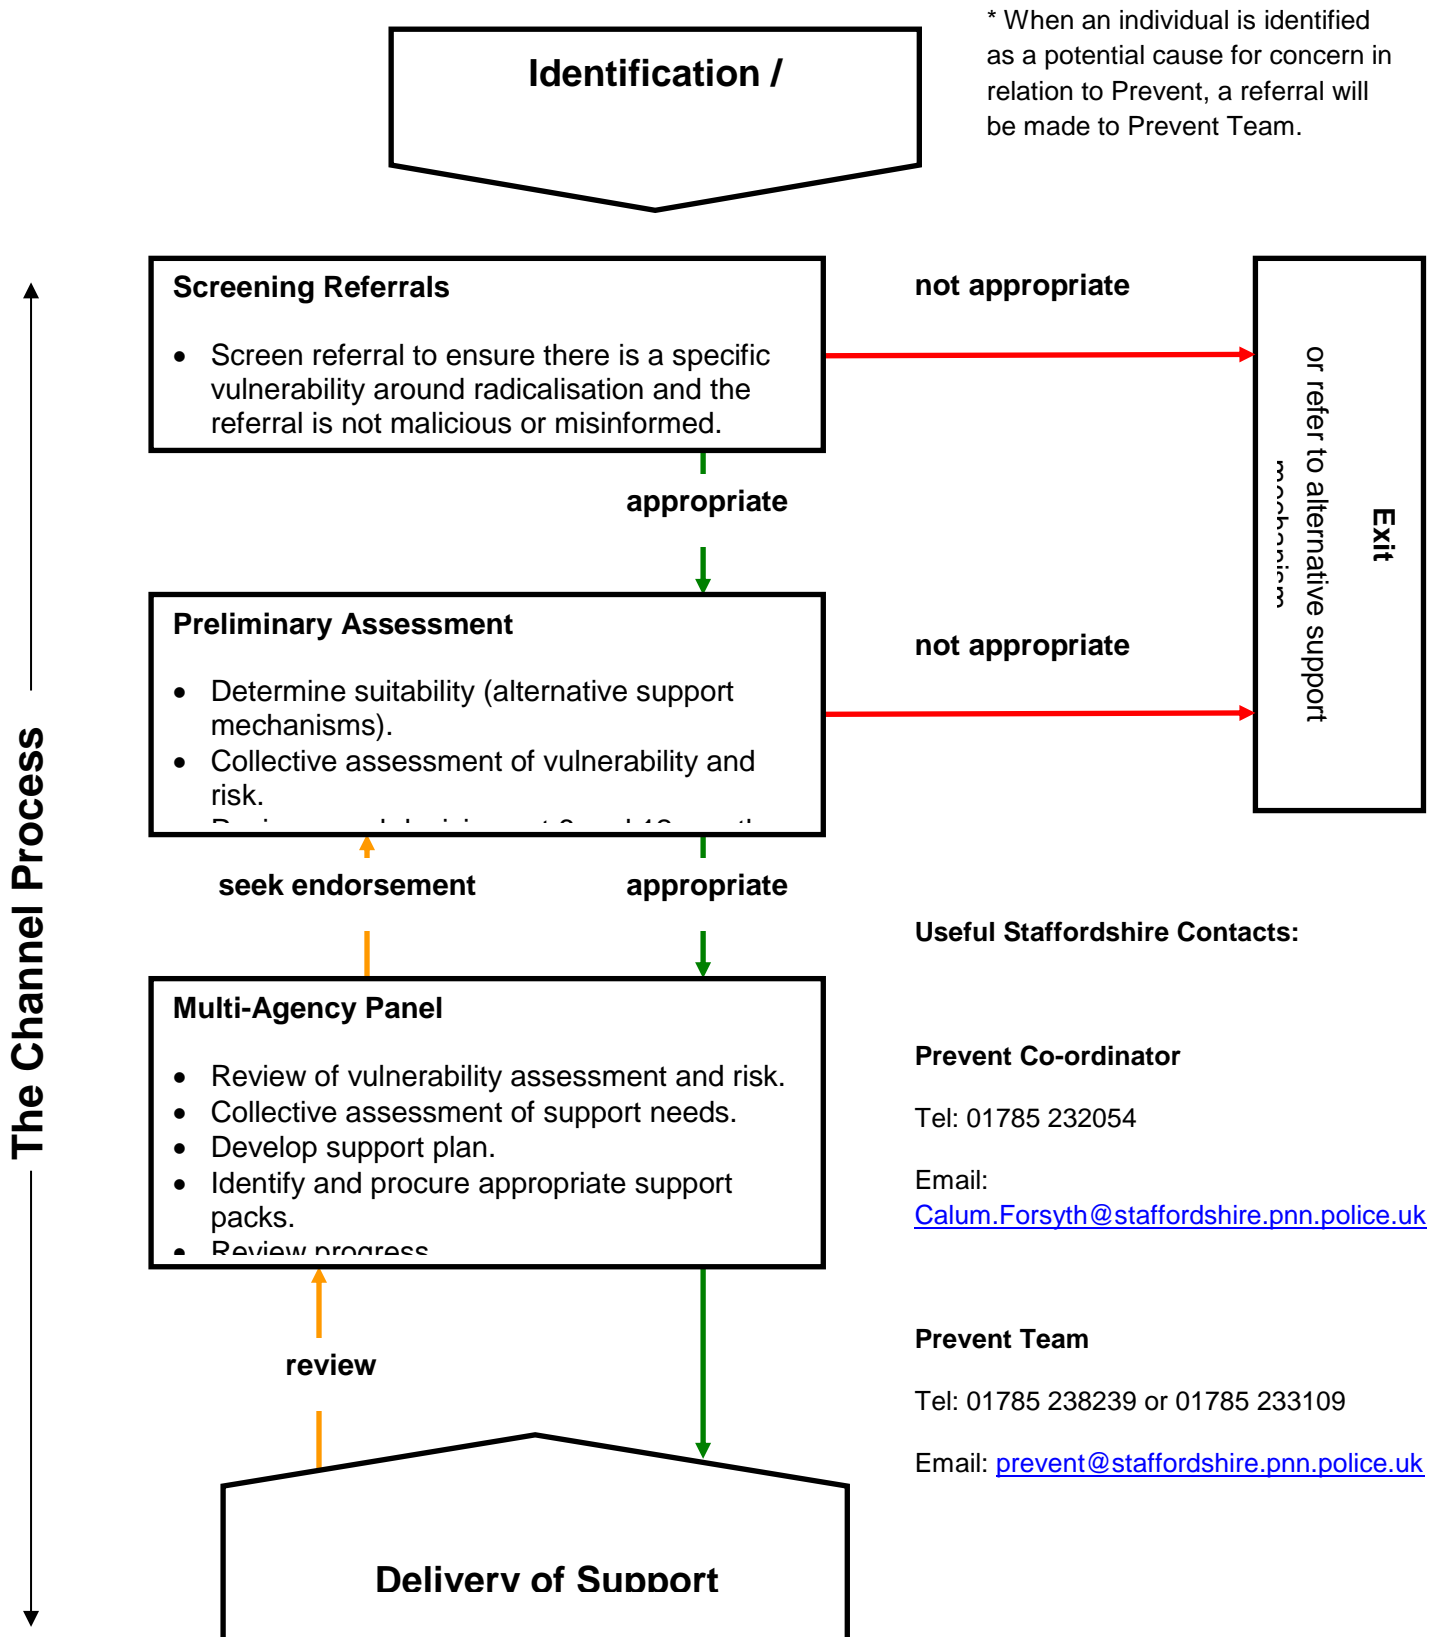 * When an individual is identified
as a potential cause for concern in
relation to Prevent, a referral will
be made to Prevent Team.
Identification /
The Channel Process
Screening Referrals
• Screen referral to ensure there is a specific
vulnerability around radicalisation and the
referral is not malicious or misinformed.
not appropriate
Exit
or refer to alternative support
mechanism
appropriate
Preliminary Assessment
• Determine suitability (alternative support
mechanisms).
• Collective assessment of vulnerability and
risk.
not appropriate
seek endorsement
appropriate
Multi-Agency Panel
• Review of vulnerability assessment and risk.
• Collective assessment of support needs.
• Develop support plan.
• Identify and procure appropriate support
packs.
• Review progress
review
Delivery of Support
Useful Staffordshire Contacts:
Prevent Co-ordinator
Tel: 01785 232054
Email:
Calum.Forsyth@staffordshire.pnn.police.uk
Prevent Team
Tel: 01785 238239 or 01785 233109
Email: prevent@staffordshire.pnn.police.uk